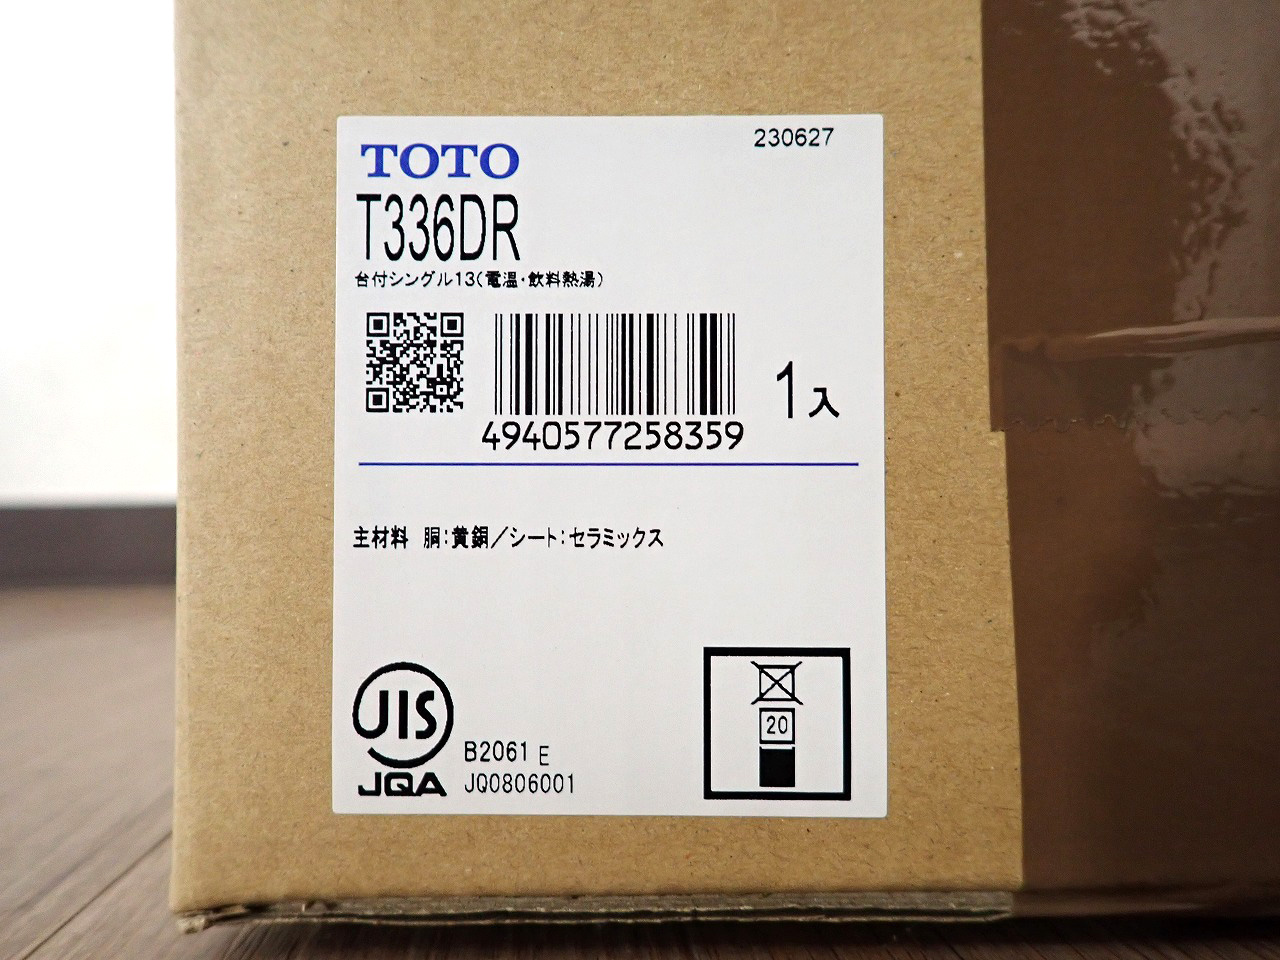 230627
TOTO
T336DR
台付シングル13(電温・飲料熱湯)
1入
4940577258359
主材料 胴:黄銅/シート:セラミックス
JIS
JQA
B2061 E
JQ0806001
20